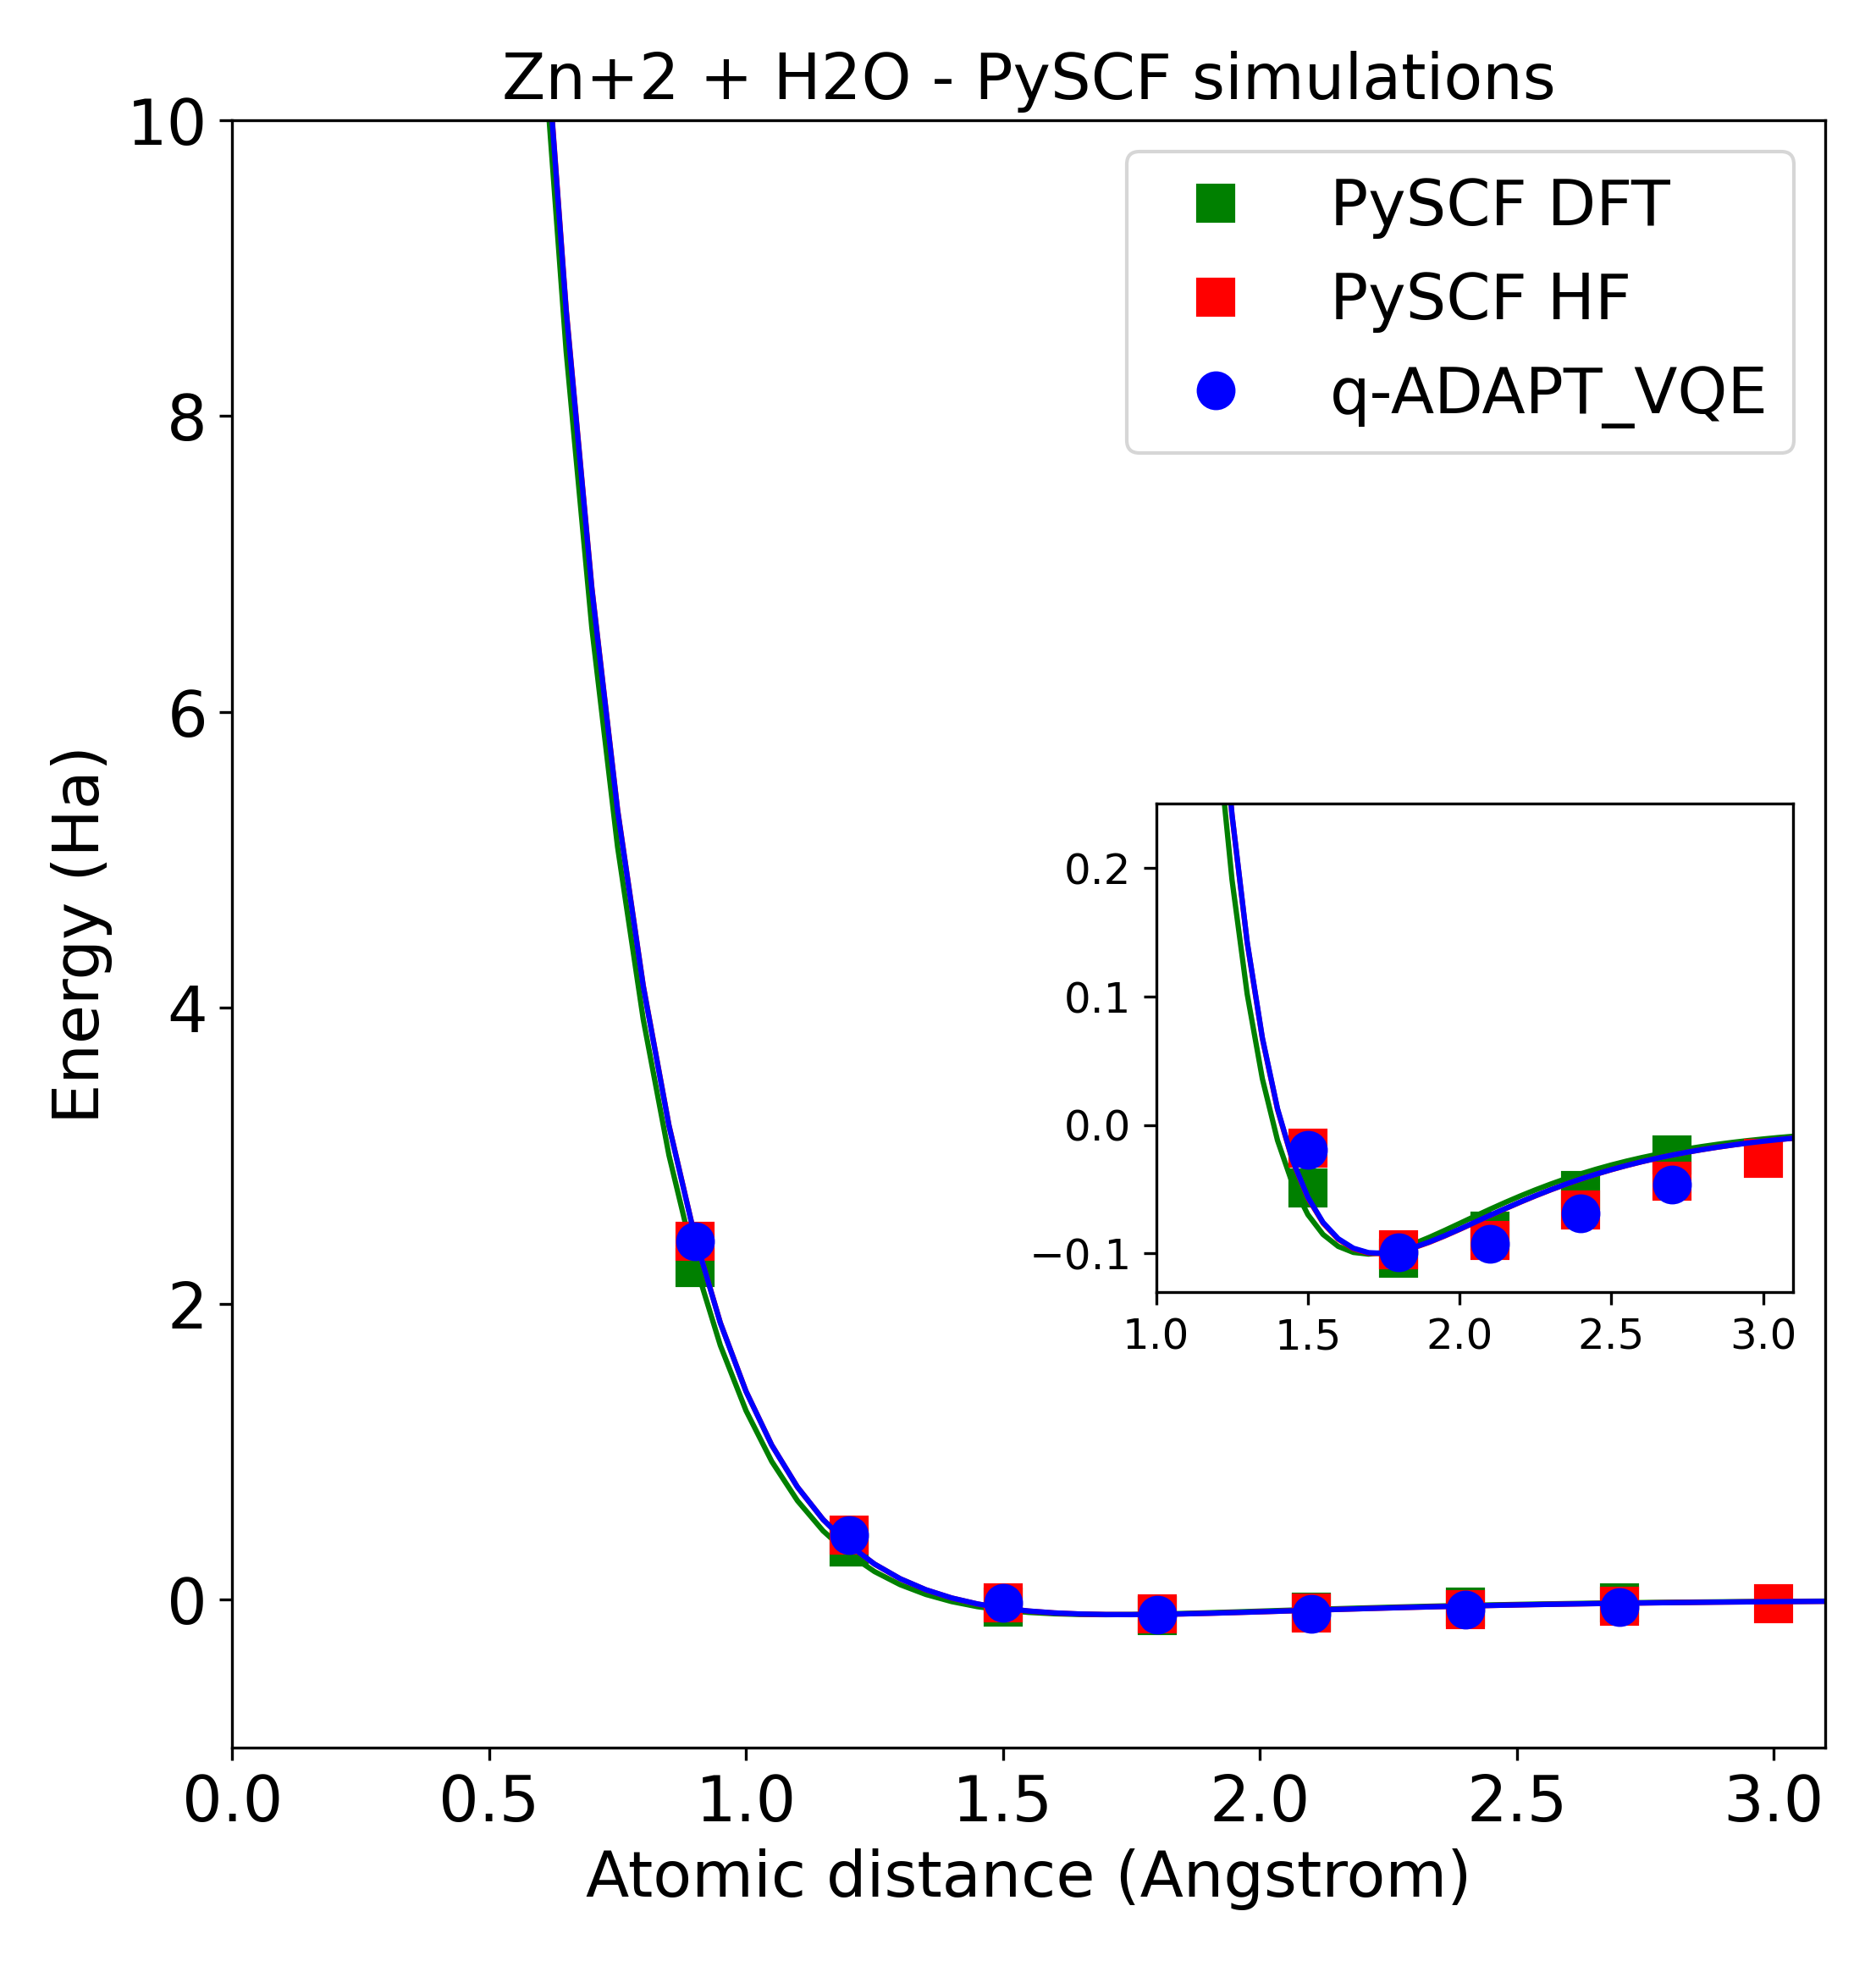 Zn+2 + H2O - PySCF simulations
10
8
6
4
2
0
Energy (Ha)
PySCF DFT
PySCF HF
q-ADAPT_VQE
0.2
0.1
0.0
−0.1
1.0 1.5 2.0 2.5 3.0
0.0 0.5 1.0 1.5 2.0 2.5 3.0
Atomic distance (Angstrom)